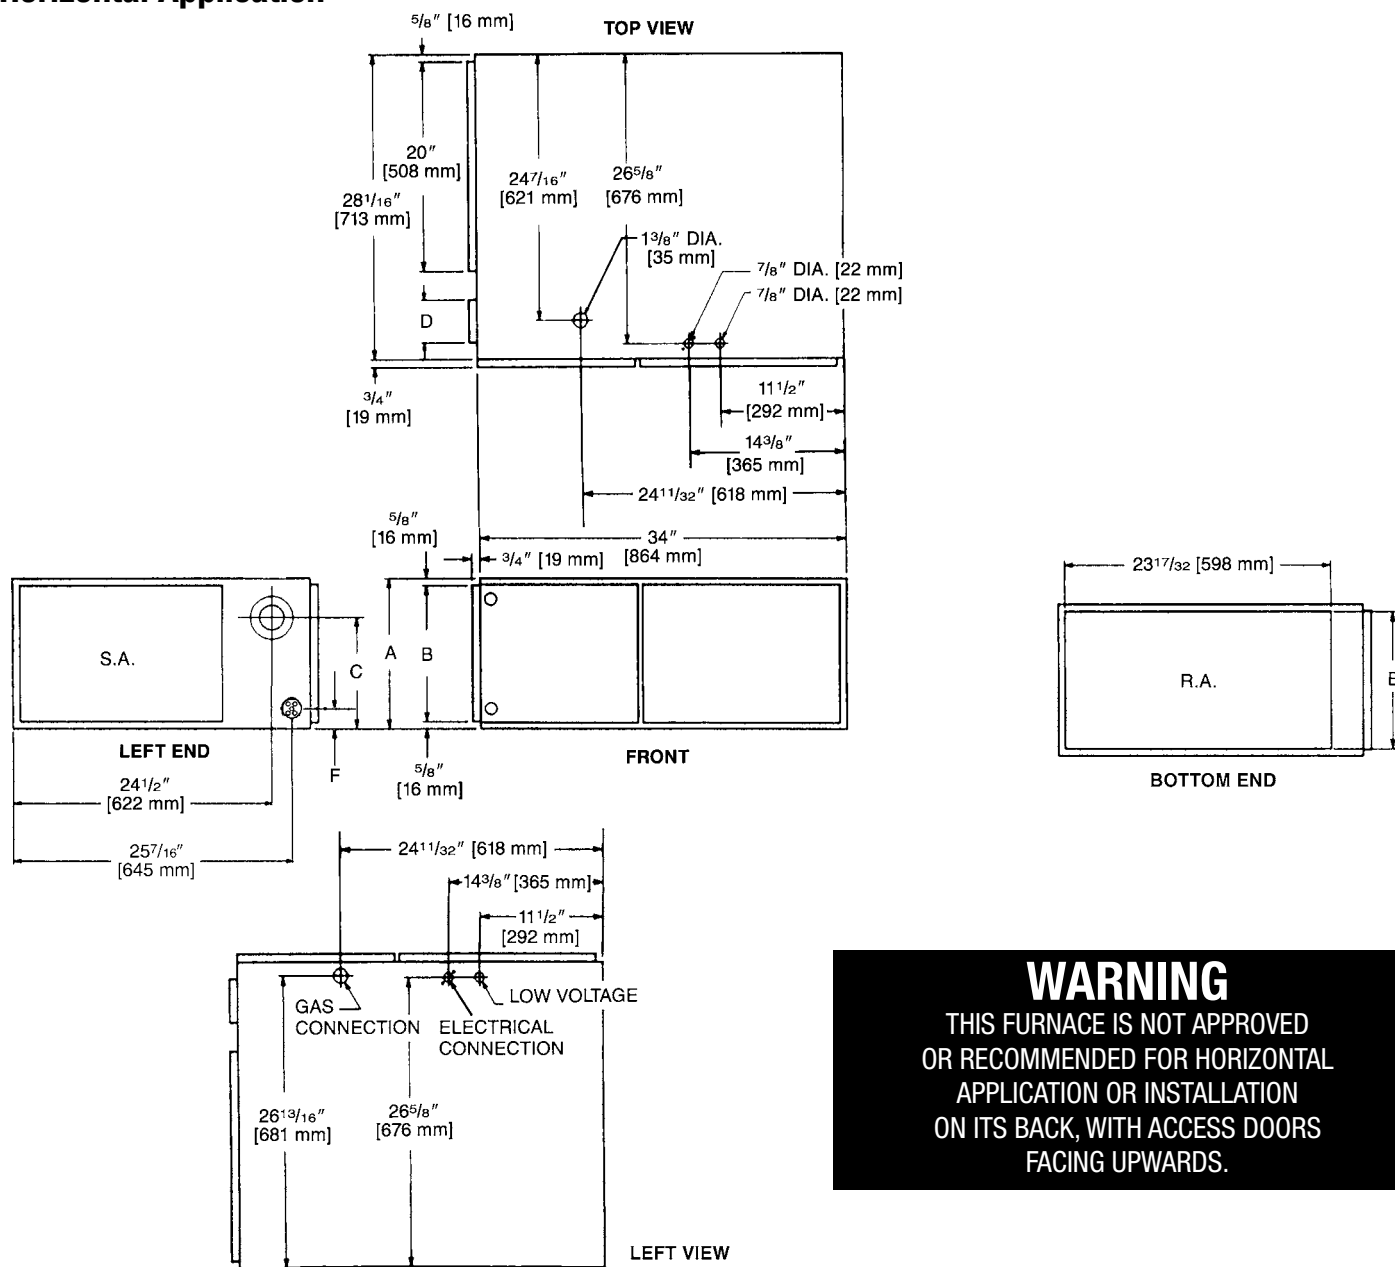 Horizontal Application
5/8" [16 mm]
TOP VIEW
20"
[508 mm]
28 1/16"
[713 mm]
24 7/16"
[621 mm]
26 5/8"
[676 mm]
1 3/8" DIA.
[35 mm]
7/8" DIA. [22 mm]
7/8" DIA. [22 mm]
D
3/4"
[19 mm]
11 1/2"
[292 mm]
14 3/8"
[365 mm]
24 11/32" [618 mm]
5/8"
[16 mm]
34"
[864 mm]
3/4" [19 mm]
23 17/32 [598 mm]
S.A.
C
A
B
R.A.
E
LEFT END
F
FRONT
5/8"
[16 mm]
BOTTOM END
24 1/2"
[622 mm]
25 7/16"
[645 mm]
24 11/32" [618 mm]
14 3/8" [365 mm]
11 1/2"
[292 mm]
GAS
CONNECTION
ELECTRICAL
CONNECTION
LOW VOLTAGE
26 13/16"
[681 mm]
26 5/8"
[676 mm]
LEFT VIEW
WARNING
THIS FURNACE IS NOT APPROVED
OR RECOMMENDED FOR HORIZONTAL
APPLICATION OR INSTALLATION
ON ITS BACK, WITH ACCESS DOORS
FACING UPWARDS.